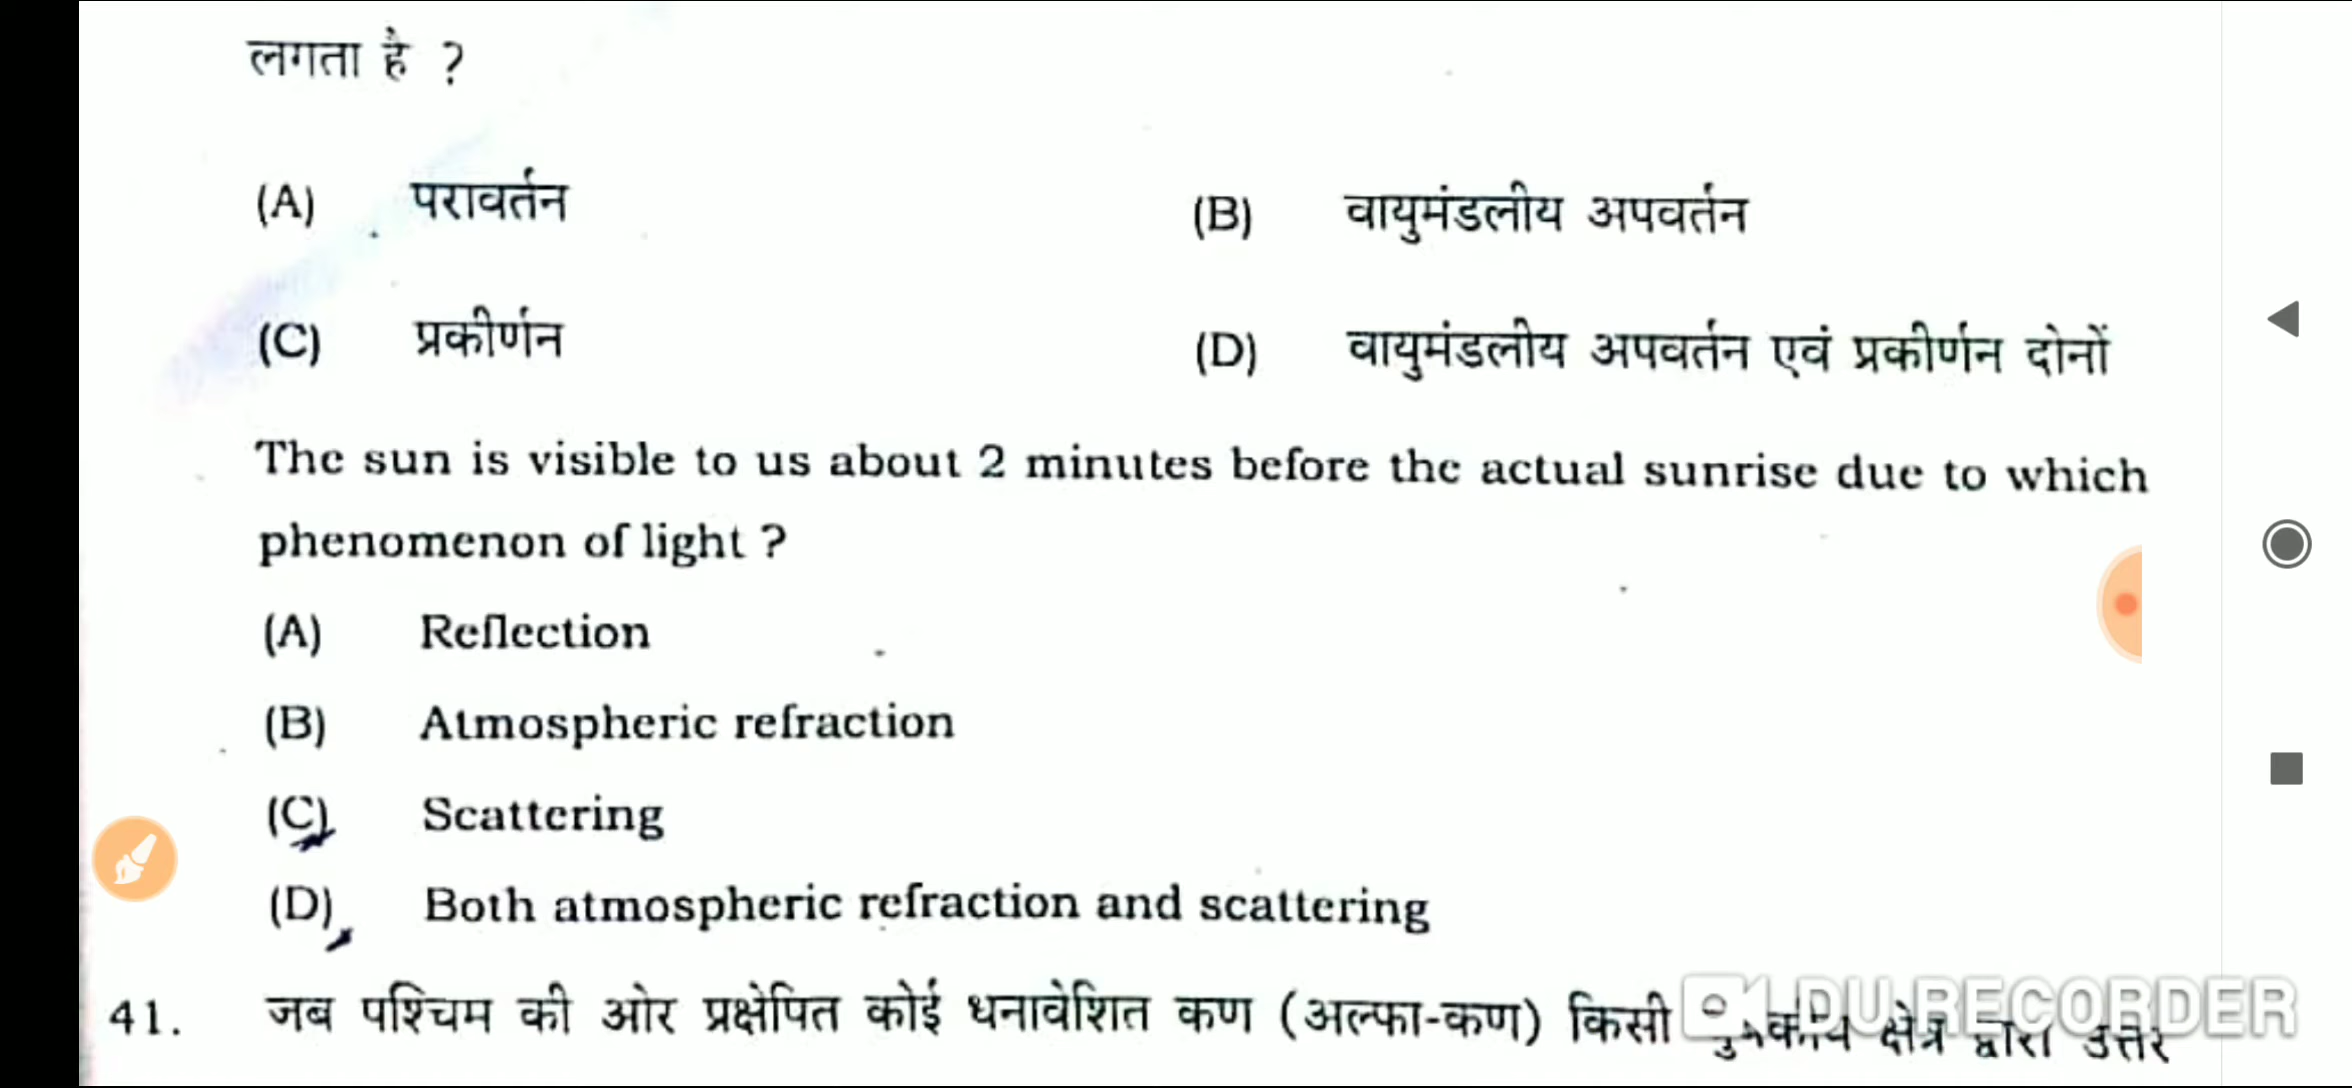 लगता है ?
(A) परावर्तन (B) वायुमंडलीय अपवर्तन
(C) प्रकीर्णन (D) वायुमंडलीय अपवर्तन एवं प्रकीर्णन दोनों
The sun is visible to us about 2 minutes before the actual sunrise due to which
phenomenon of light ?
(A) Reflection
(B) Atmospheric refraction
(C) Scattering
(D) Both atmospheric refraction and scattering
41. जब पश्चिम की ओर प्रक्षेपित कोई धनावेशित कण (अल्फा-कण) किसी क्षेत्र द्वारा उत्तर
DU RECORDER